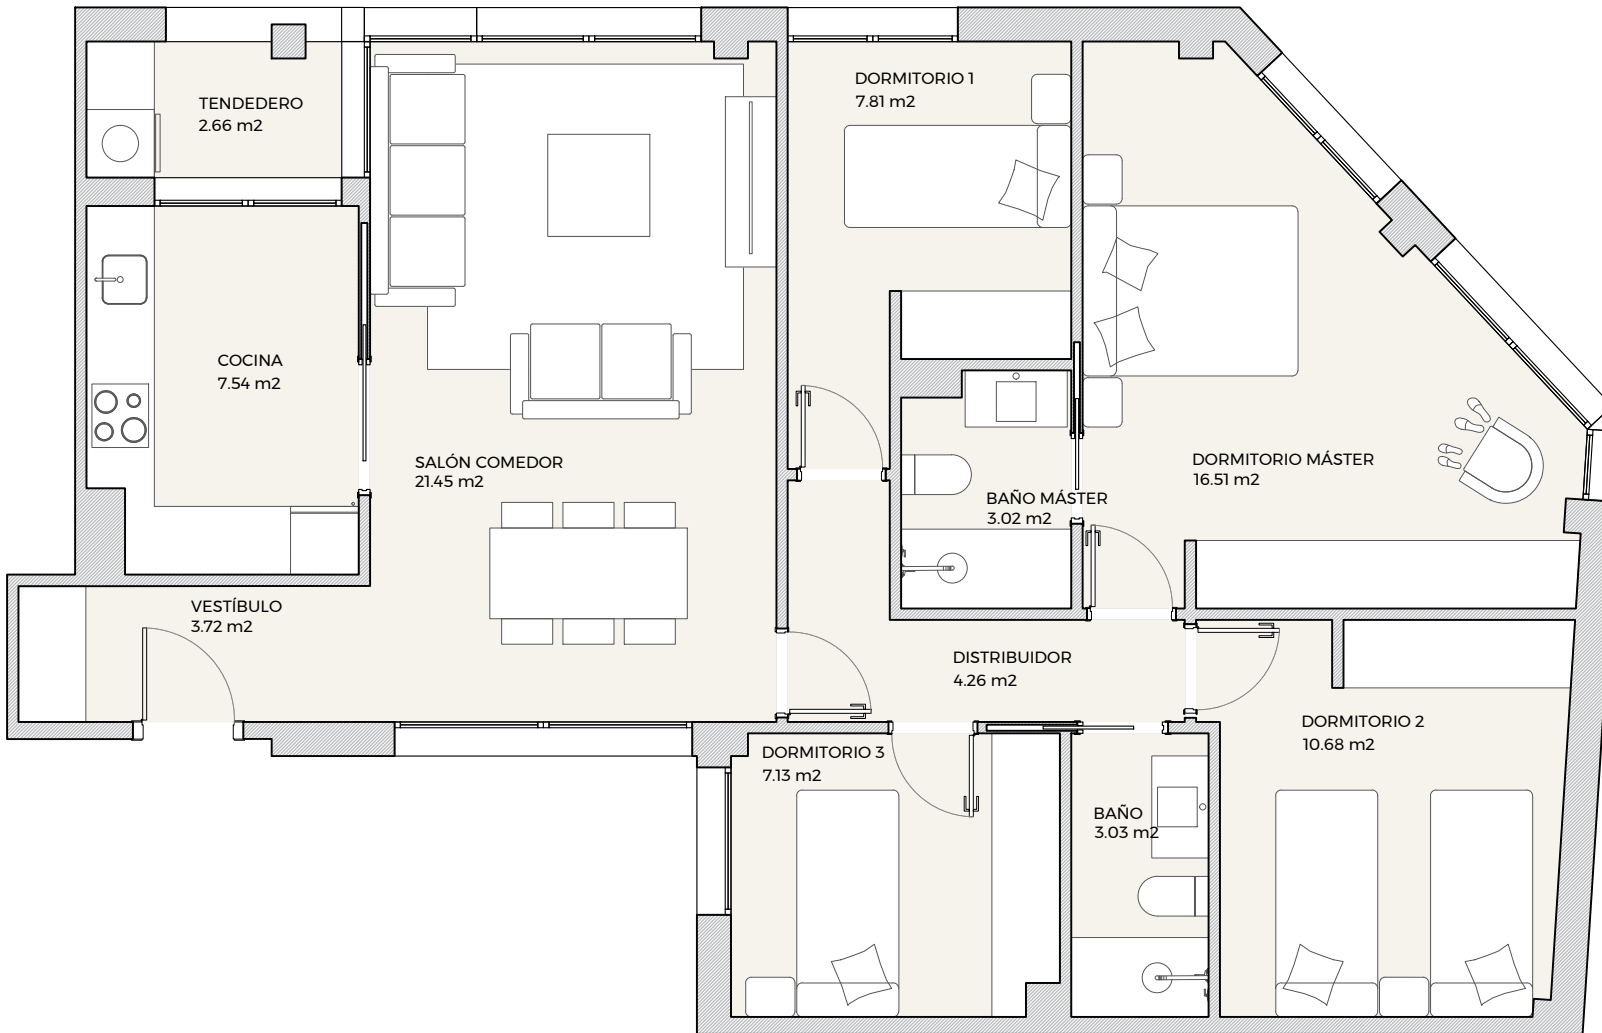 DORMITORIO 1
7.81 m2
TENDEDERO
2.66 m2
COCINA
7.54 m2
SALÓN COMEDOR
21.45 m2
DORMITORIO MÁSTER
16.51 m2
BAÑO MÁSTER
3.02 m2
VESTÍBULO
3.72 m2
DISTRIBUIDOR
4.26 m2
DORMITORIO 2
10.68 m2
DORMITORIO 3
7.13 m2
BAÑO
3.03 m2